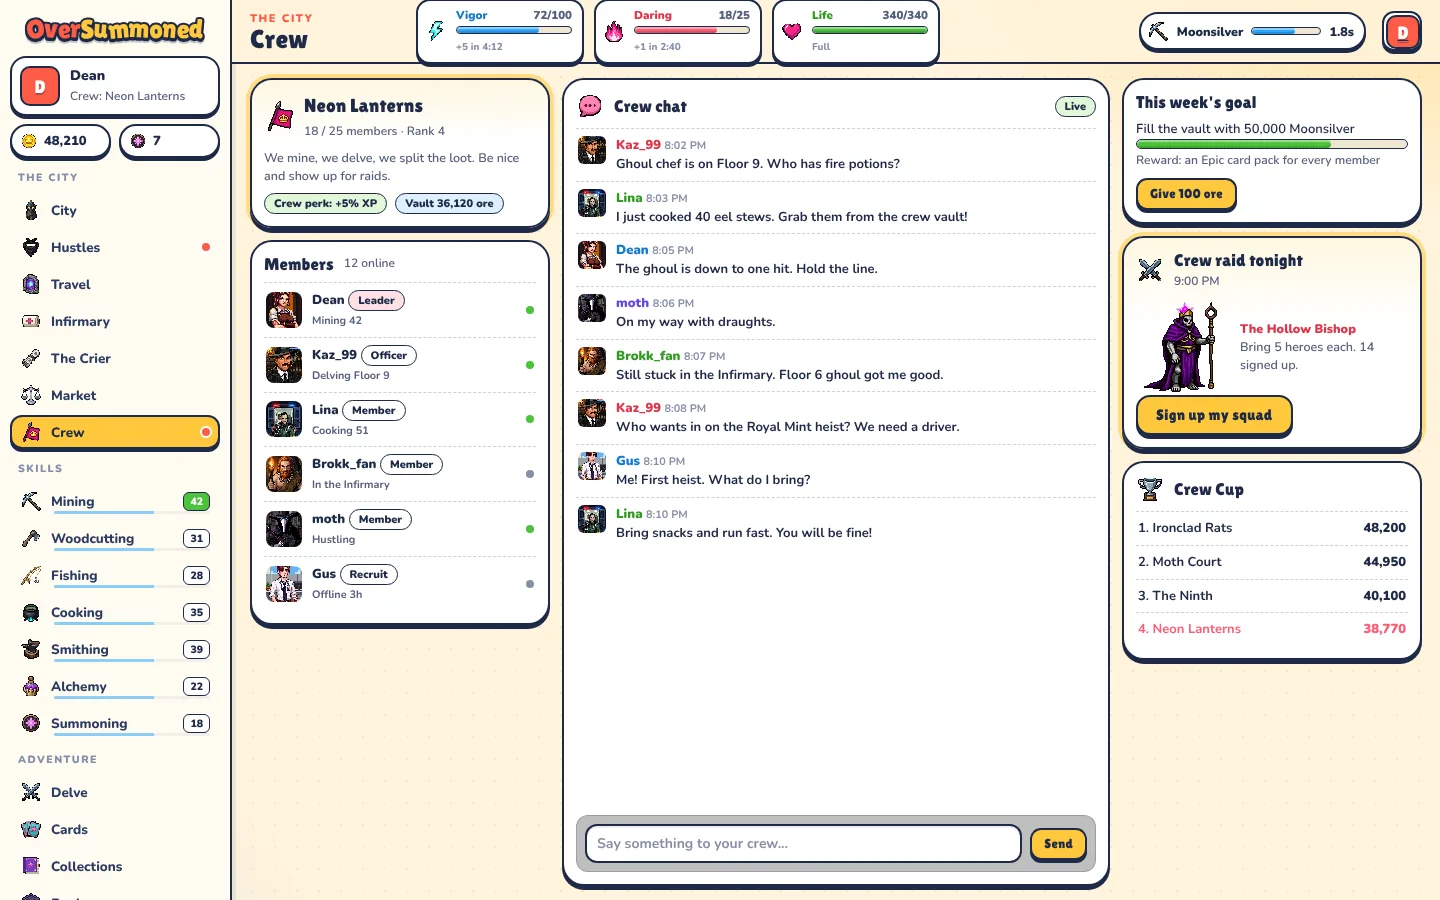 OverSummoned
D
Dean
Crew: Neon Lanterns
48,210
7
THE CITY
City
Hustles
Travel
Infirmary
The Crier
Market
Crew
SKILLS
Mining 42
Woodcutting 31
Fishing 28
Cooking 35
Smithing 39
Alchemy 22
Summoning 18
ADVENTURE
Delve
Cards
Collections
THE CITY
Crew
Vigor 72/100
+5 in 4:12
Daring 18/25
+1 in 2:40
Life 340/340
Full
Moonsilver 1.8s
D
Neon Lanterns
18 / 25 members · Rank 4
We mine, we delve, we split the loot. Be nice
and show up for raids.
Crew perk: +5% XP
Vault 36,120 ore
Members 12 online
Dean Leader
Mining 42
Kaz_99 Officer
Delving Floor 9
Lina Member
Cooking 51
Brokk_fan Member
In the Infirmary
moth Member
Hustling
Gus Recruit
Offline 3h
Crew chat
Live
Kaz_99 8:02 PM
Ghoul chef is on Floor 9. Who has fire potions?
Lina 8:03 PM
I just cooked 40 eel stews. Grab them from the crew vault!
Dean 8:05 PM
The ghoul is down to one hit. Hold the line.
moth 8:06 PM
On my way with draughts.
Brokk_fan 8:07 PM
Still stuck in the Infirmary. Floor 6 ghoul got me good.
Kaz_99 8:08 PM
Who wants in on the Royal Mint heist? We need a driver.
Gus 8:10 PM
Me! First heist. What do I bring?
Lina 8:10 PM
Bring snacks and run fast. You will be fine!
Say something to your crew...
Send
This week's goal
Fill the vault with 50,000 Moonsilver
Reward: an Epic card pack for every member
Give 100 ore
Crew raid tonight
9:00 PM
The Hollow Bishop
Bring 5 heroes each. 14
signed up.
Sign up my squad
Crew Cup
1. Ironclad Rats 48,200
2. Moth Court 44,950
3. The Ninth 40,100
4. Neon Lanterns 38,770